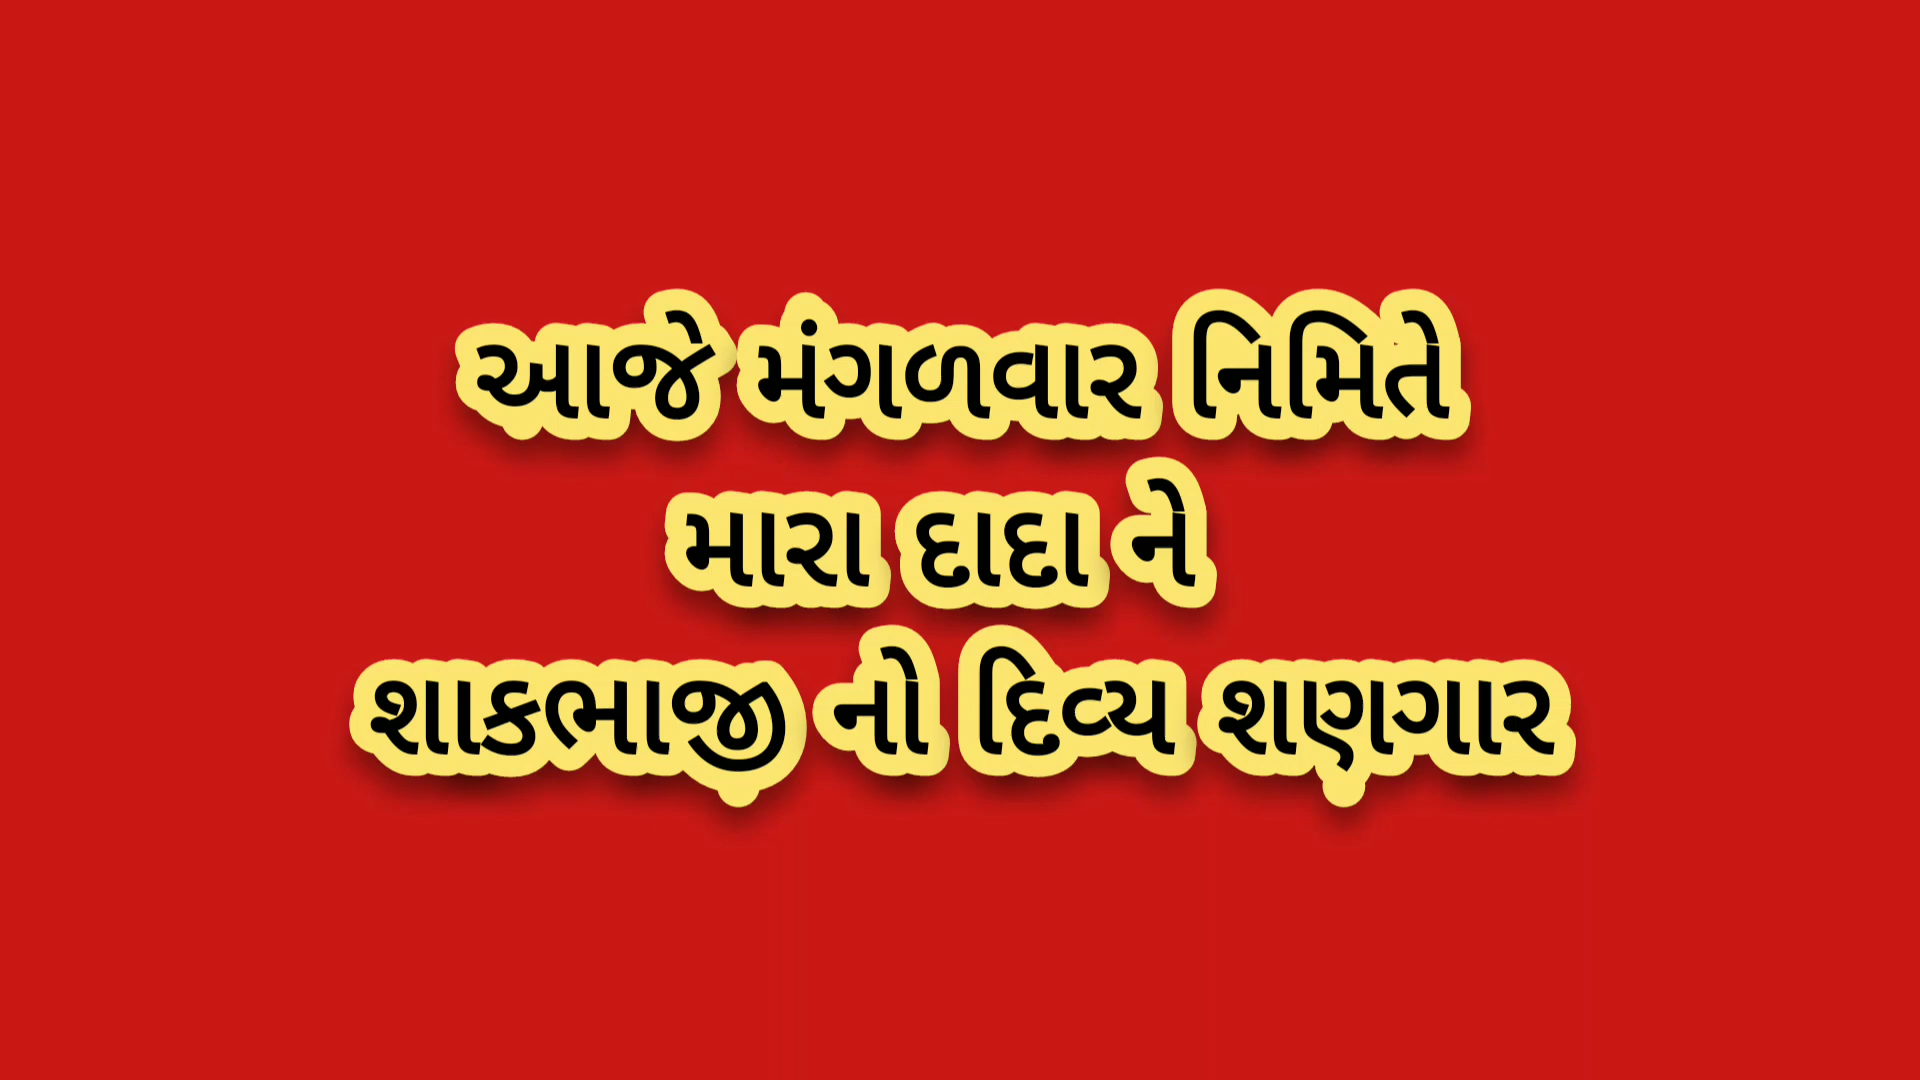 આજે મંગળવાર નિમિતે
મારા દાદા ને
શાકભાજી નો દિવ્ય શણગાર